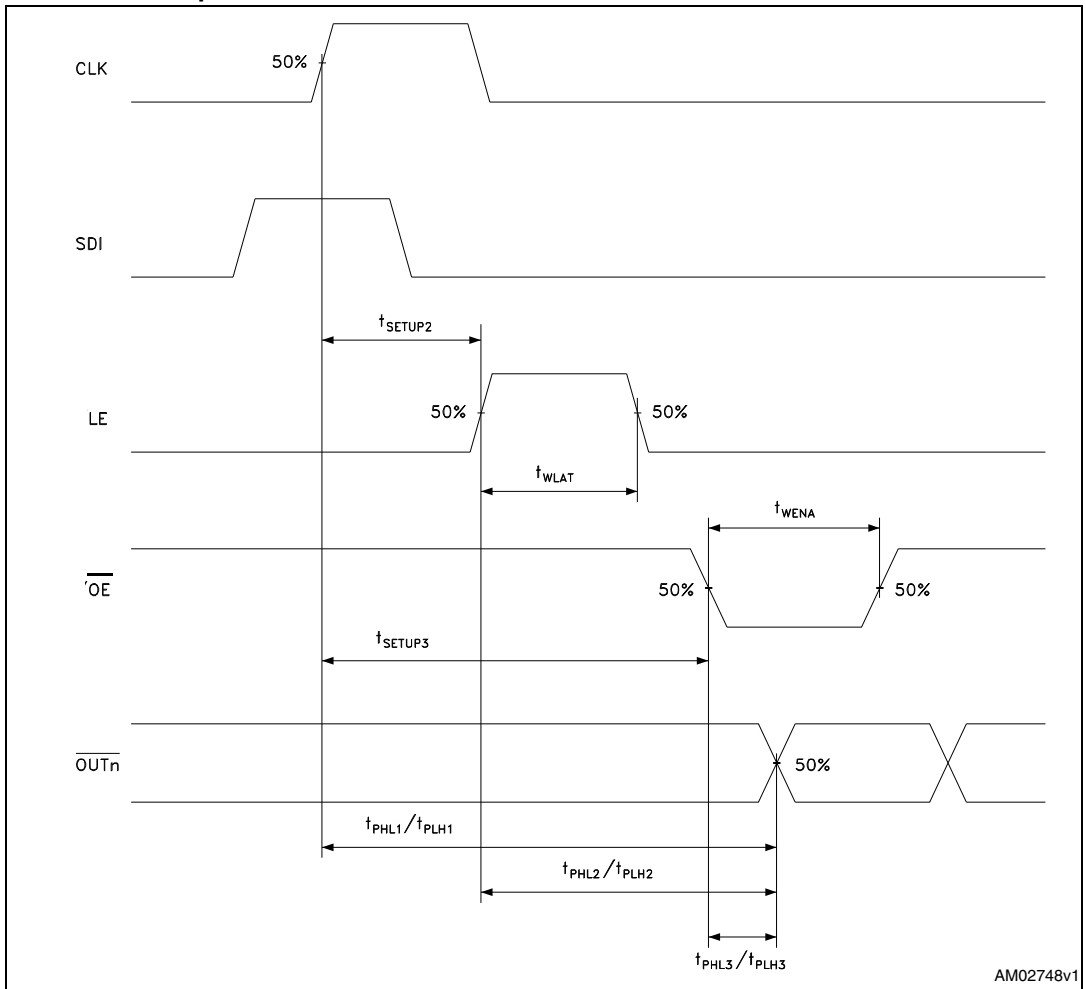 CLK
50%
SDI
tSETUP2
LE
50%
50%
tWLAT
tWENA
OE
50%
50%
tSETUP3
OUTn
50%
tPHL1/tPLH1
tPHL2/tPLH2
tPHL3/tPLH3
AM02748v1